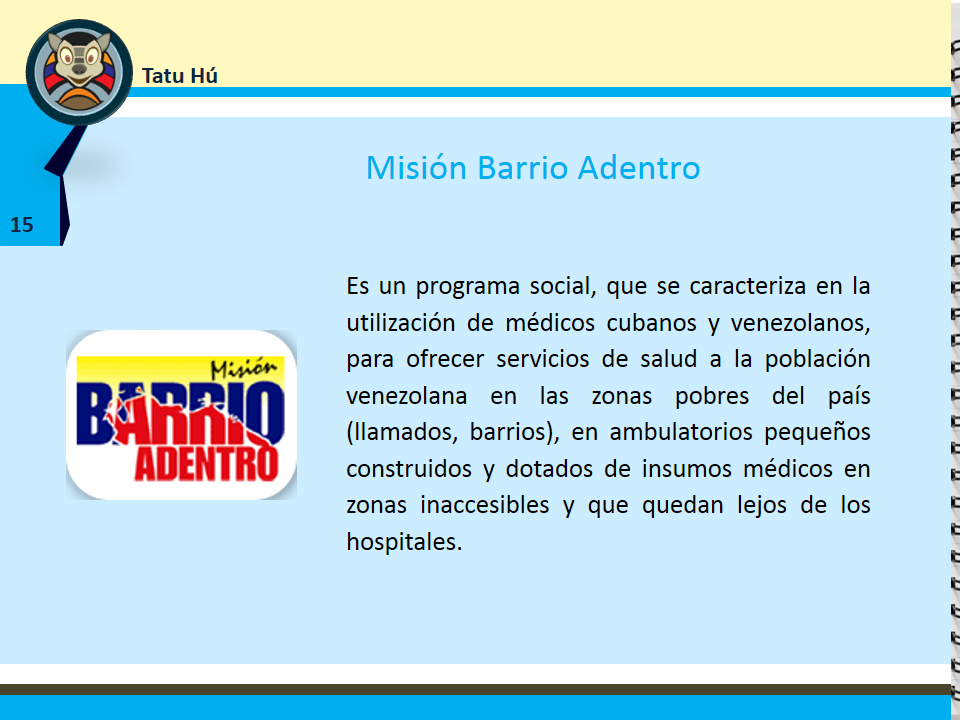 Tatu Hú
Misión Barrio Adentro
15
Es un programa social, que se caracteriza en la
utilización de médicos cubanos y venezolanos,
para ofrecer servicios de salud a la población
venezolana en las zonas pobres del país
(llamados, barrios), en ambulatorios pequeños
construidos y dotados de insumos médicos en
zonas inaccesibles y que quedan lejos de los
hospitales.
Misión
BARRIO
ADENTRO